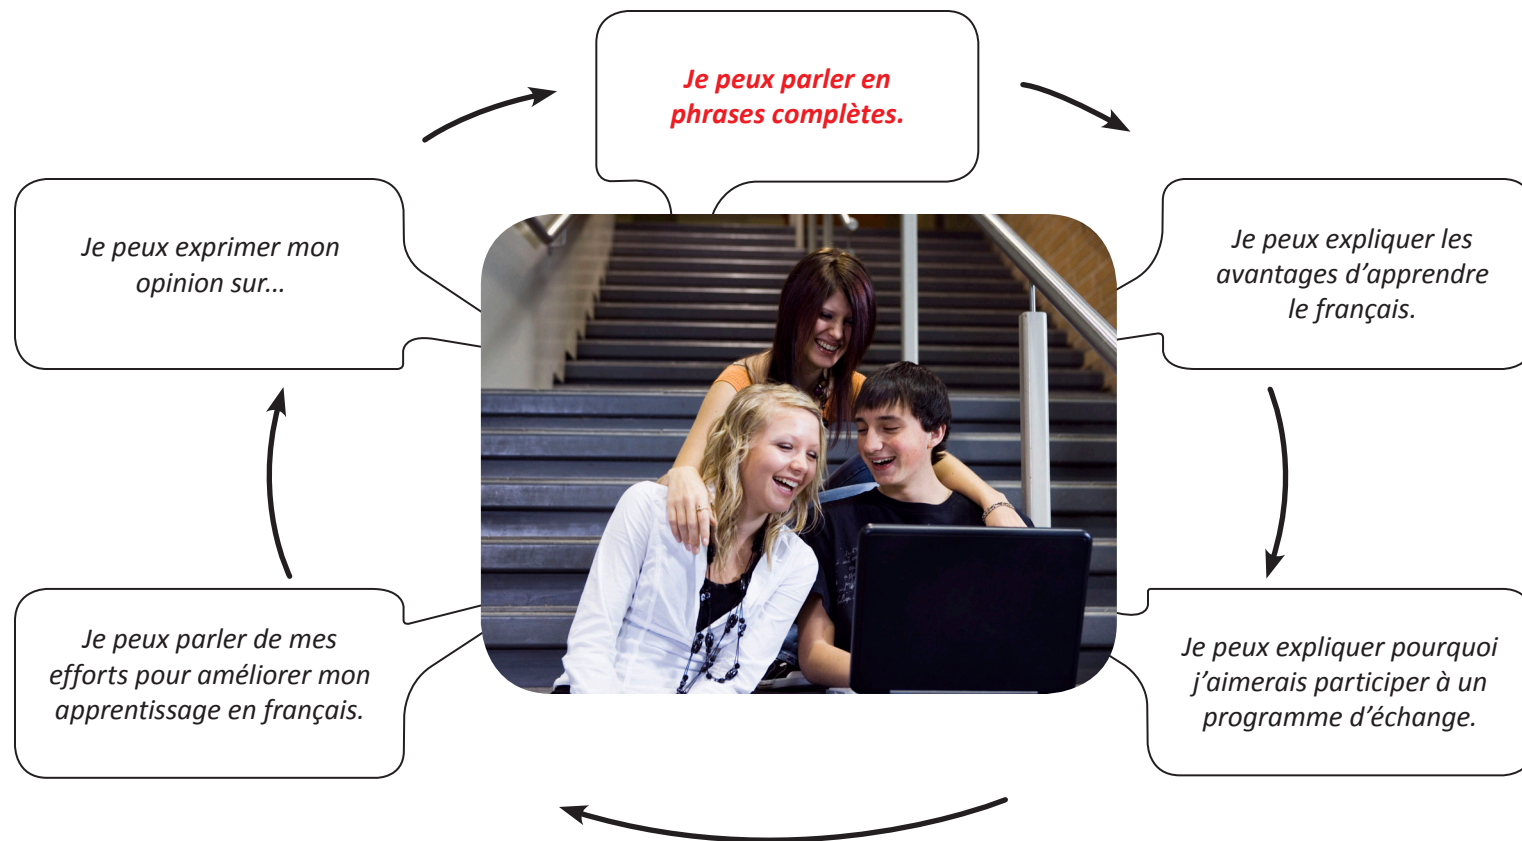 Je peux parler en
phrases complètes.
Je peux expliquer les
avantages d’apprendre
le français.
Je peux expliquer pourquoi
j’aimerais participer à un
programme d’échange.
Je peux parler de mes
efforts pour améliorer mon
apprentissage en français.
Je peux exprimer mon
opinion sur...